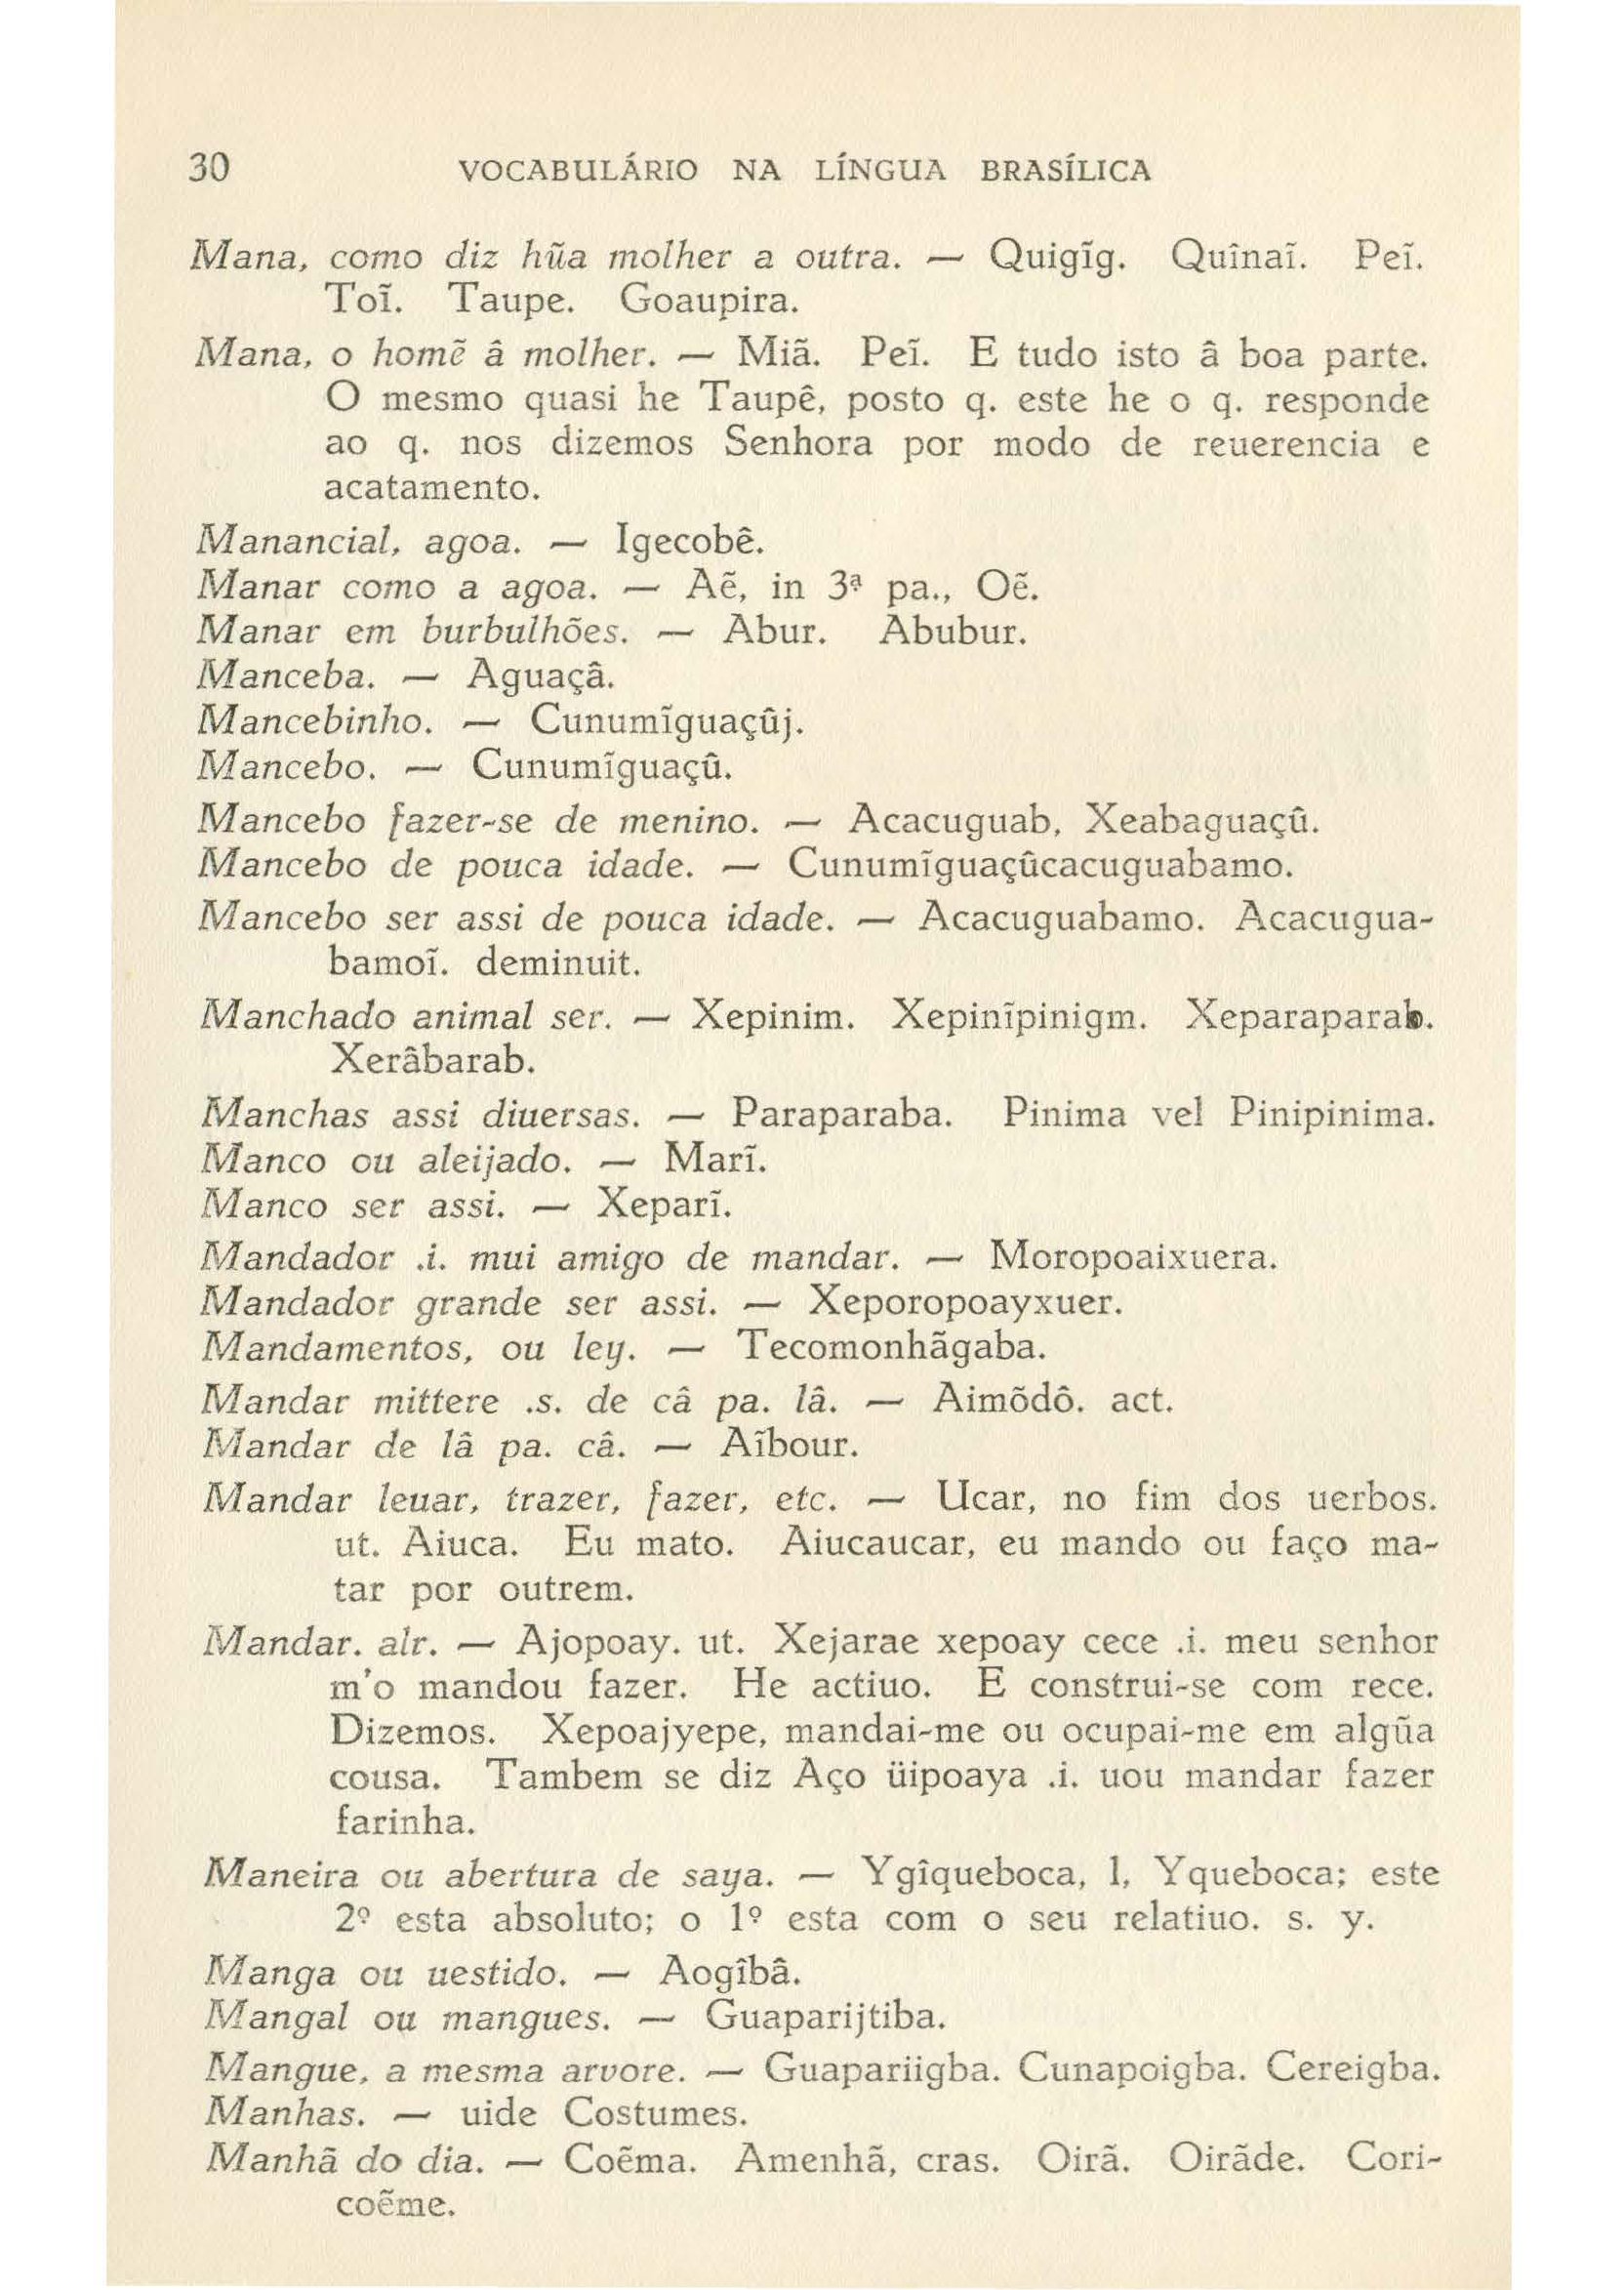 30 VOCABULÁRIO NA LÍNGUA BRASÍLICA
Mana, como diz hũa molher a outra. — Quigĩg. Quînaĩ. Peĩ.
Toĩ. Taupe. Goaupira.
Mana, o homẽ â molher. — Miã. Peĩ. E tudo isto â boa parte.
O mesmo quasi he Taupê, posto q. este he o q. responde
ao q. nos dizemos Senhora por modo de reuerencia e
acatamento.
Manancial, agoa. — Igecobê.
Manar como a agoa. — Aẽ, in 3ª pa., Oẽ.
Manar em burbulhões. — Abur. Abubur.
Manceba. — Aguaçâ.
Mancebinho. — Cunumĩguaçûj.
Mancebo. — Cunumĩguaçû.
Mancebo fazer-se de menino. — Acacuguab, Xeabaguaçû.
Mancebo de pouca idade. — Cunumĩguaçûcacuguabamo.
Mancebo ser assi de pouca idade. — Acacuguabamo. Acacugua-
bamoĩ. deminuit.
Manchado animal ser. — Xepinim. Xepinĩpinigm. Xeparaparab.
Xerâbarab.
Manchas assi diuersas. — Paraparaba. Pinima vel Pinipinima.
Manco ou aleijado. — Marĩ.
Manco ser assi. — Xeparĩ.
Mandador .i. mui amigo de mandar. — Moropoaixuera.
Mandador grande ser assi. — Xeporopoayxuer.
Mandamentos, ou ley. — Tecomonhãgaba.
Mandar mittere .s. de câ pa. lâ. — Aimõdô. act.
Mandar de lâ pa. câ. — Aĩbour.
Mandar leuar, trazer, fazer, etc. — Ucar, no fim dos uerbos.
ut. Aiuca. Eu mato. Aiucaucar, eu mando ou faço ma-
tar por outrem.
Mandar. alr. — Ajopoay. ut. Xejarae xepoay cece .i. meu senhor
m'o mandou fazer. He actiuo. E construi-se com rece.
Dizemos. Xepoajyepe, mandai-me ou ocupai-me em algũa
cousa. Tambem se diz Aço üipoaya .i. uou mandar fazer
farinha.
Maneira ou abertura de saya. — Ygîqueboca, l, Yqueboca; este
2º esta absoluto; o 1º esta com o seu relatiuo. s. y.
Manga ou uestido. — Aogîbâ.
Mangal ou mangues. — Guaparijtiba.
Mangue, a mesma arvore. — Guapariigba. Cunapoigba. Cereigba.
Manhas. — uide Costumes.
Manhã do dia. — Coẽma. Amenhã, cras. Oirã. Oirãde. Cori-
coẽme.